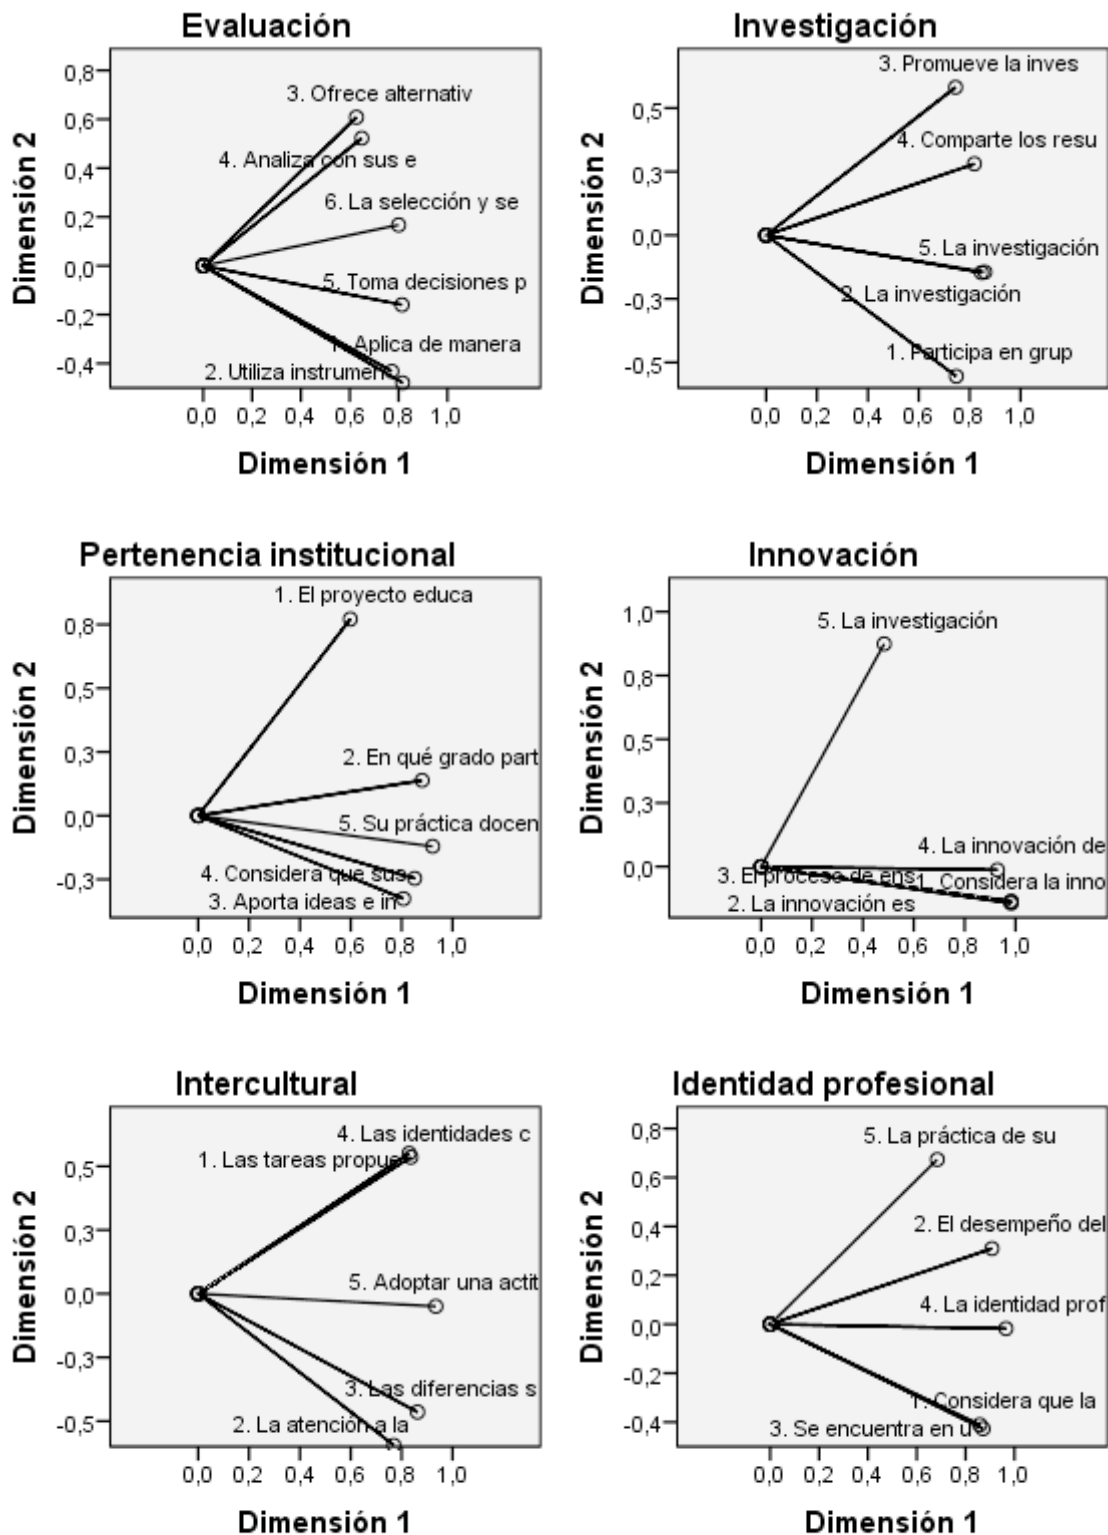 Evaluación
Dimensión 2
0,8
0,6
0,4
0,2
0,0
-0,2
-0,4
3. Ofrece alternativ
4. Analiza con sus e
6. La selección y se
5. Toma decisiones p
1. Aplica de manera
2. Utiliza instrumen
0,0 0,2 0,4 0,6 0,8 1,0
Dimensión 1
Investigación
Dimensión 2
0,5
0,3
0,0
-0,3
-0,5
3. Promueve la inves
4. Comparte los resu
5. La investigación
2. La investigación
1. Participa en grup
0,0 0,2 0,4 0,6 0,8 1,0
Dimensión 1
Pertenencia institucional
Dimensión 2
0,8
0,5
0,3
0,0
-0,3
1. El proyecto educa
2. En qué grado part
5. Su práctica docen
4. Considera que sus
3. Aporta ideas e in
0,0 0,2 0,4 0,6 0,8 1,0
Dimensión 1
Innovación
Dimensión 2
1,0
0,8
0,5
0,3
0,0
5. La investigación
4. La innovación de
3. El proceso de ens
1. Considera la inno
2. La innovación es
0,0 0,2 0,4 0,6 0,8 1,0
Dimensión 1
Intercultural
Dimensión 2
0,5
0,3
0,0
-0,3
-0,5
4. Las identidades c
1. Las tareas propue
5. Adoptar una actit
3. Las diferencias s
2. La atención a la
0,0 0,2 0,4 0,6 0,8 1,0
Dimensión 1
Identidad profesional
Dimensión 2
0,8
0,6
0,4
0,2
0,0
-0,2
-0,4
5. La práctica de su
2. El desempeño del
4. La identidad prof
1. Considera que la
3. Se encuentra en u
0,0 0,2 0,4 0,6 0,8 1,0
Dimensión 1